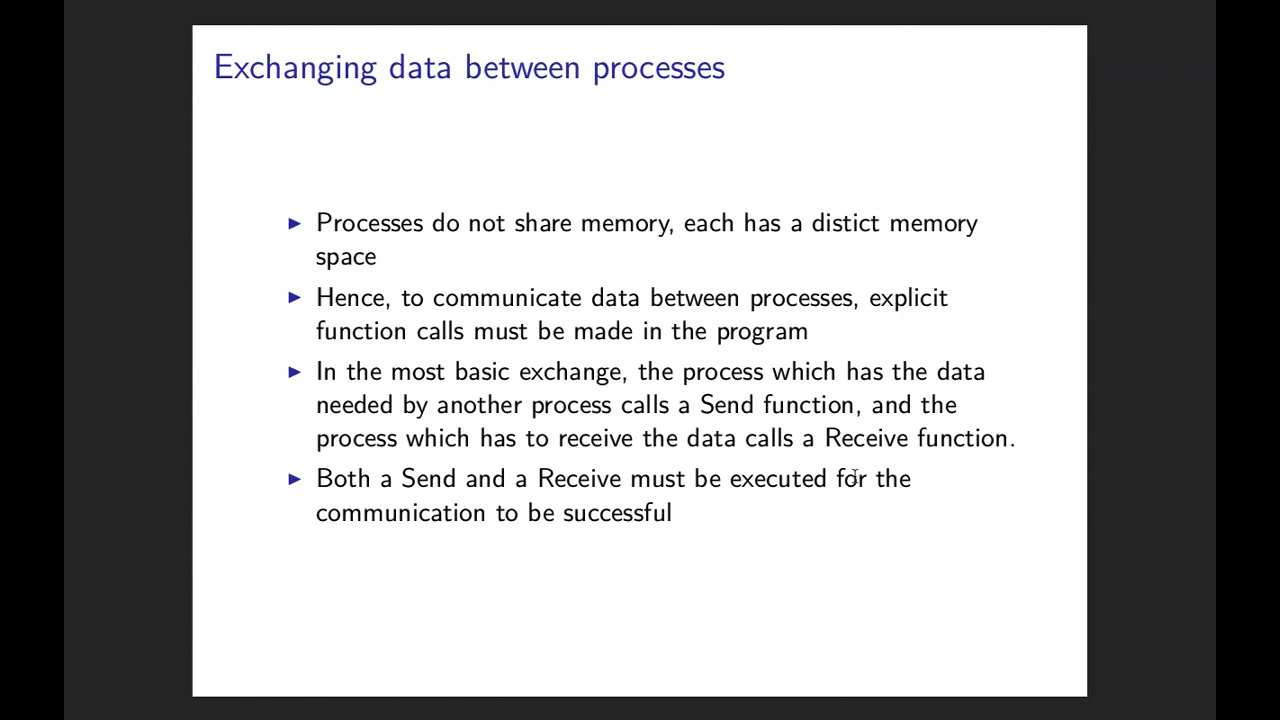 Exchanging data between processes
Processes do not share memory, each has a distict memory
space
Hence, to communicate data between processes, explicit
function calls must be made in the program
In the most basic exchange, the process which has the data
needed by another process calls a Send function, and the
process which has to receive the data calls a Receive function.
Both a Send and a Receive must be executed for the
communication to be successful